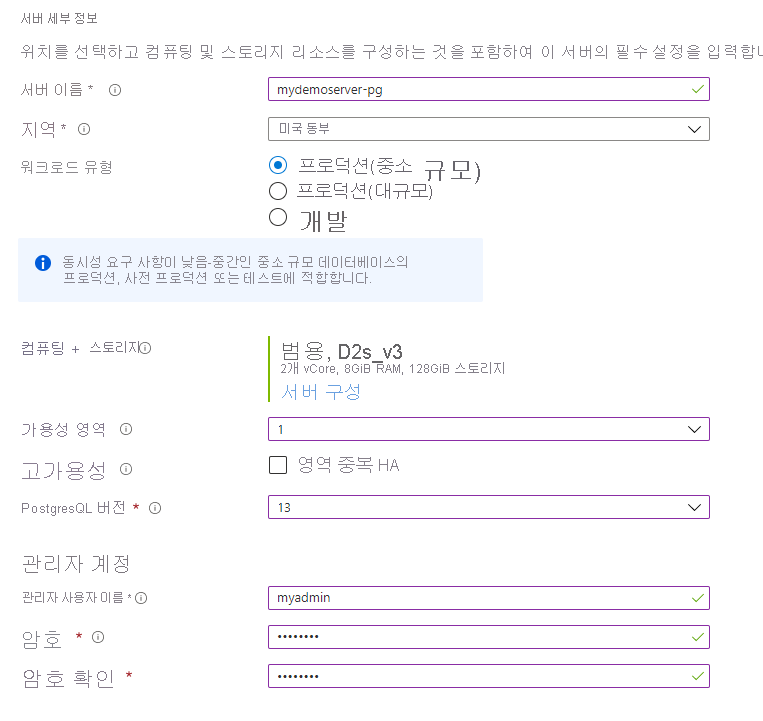 서버 세부 정보
위치를 선택하고 컴퓨팅 및 스토리지 리소스를 구성하는 것을 포함하여 이 서버의 필수 설정을 입력합니
서버 이름 * mydemoserver-pg
지역 * 미국 동부
워크로드 유형 프로덕션(중소 규모)
프로덕션(대규모)
개발
동시성 요구 사항이 낮음-중간인 중소 규모 데이터베이스의
프로덕션, 사전 프로덕션 또는 테스트에 적합합니다.
컴퓨팅 + 스토리지 범용, D2s_v3
2개 vCore, 8GiB RAM, 128GiB 스토리지
서버 구성
가용성 영역 1
고가용성 영역 중복 HA
PostgresQL 버전 * 13
관리자 계정
관리자 사용자 이름 * myadmin
암호 * ••••••••
암호 확인 * ••••••••